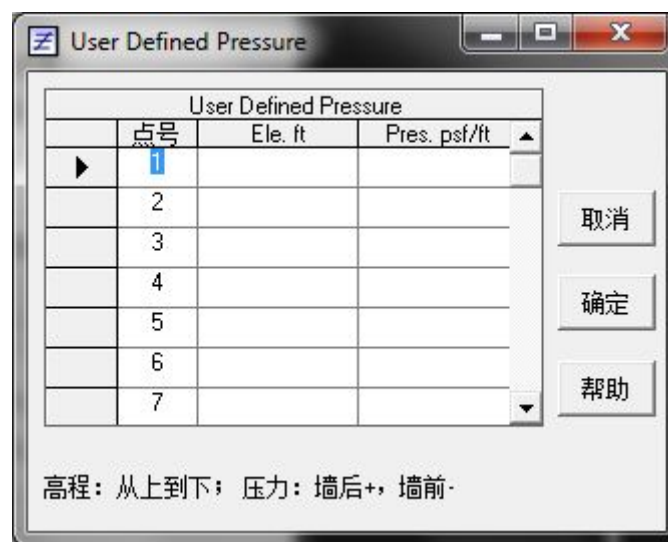 User Defined Pressure
User Defined Pressure
点号 Ele. ft Pres. psf/ft
1
2
3
4
5
6
7
取消
确定
帮助
高程：从上到下；压力：墙后+，墙前-